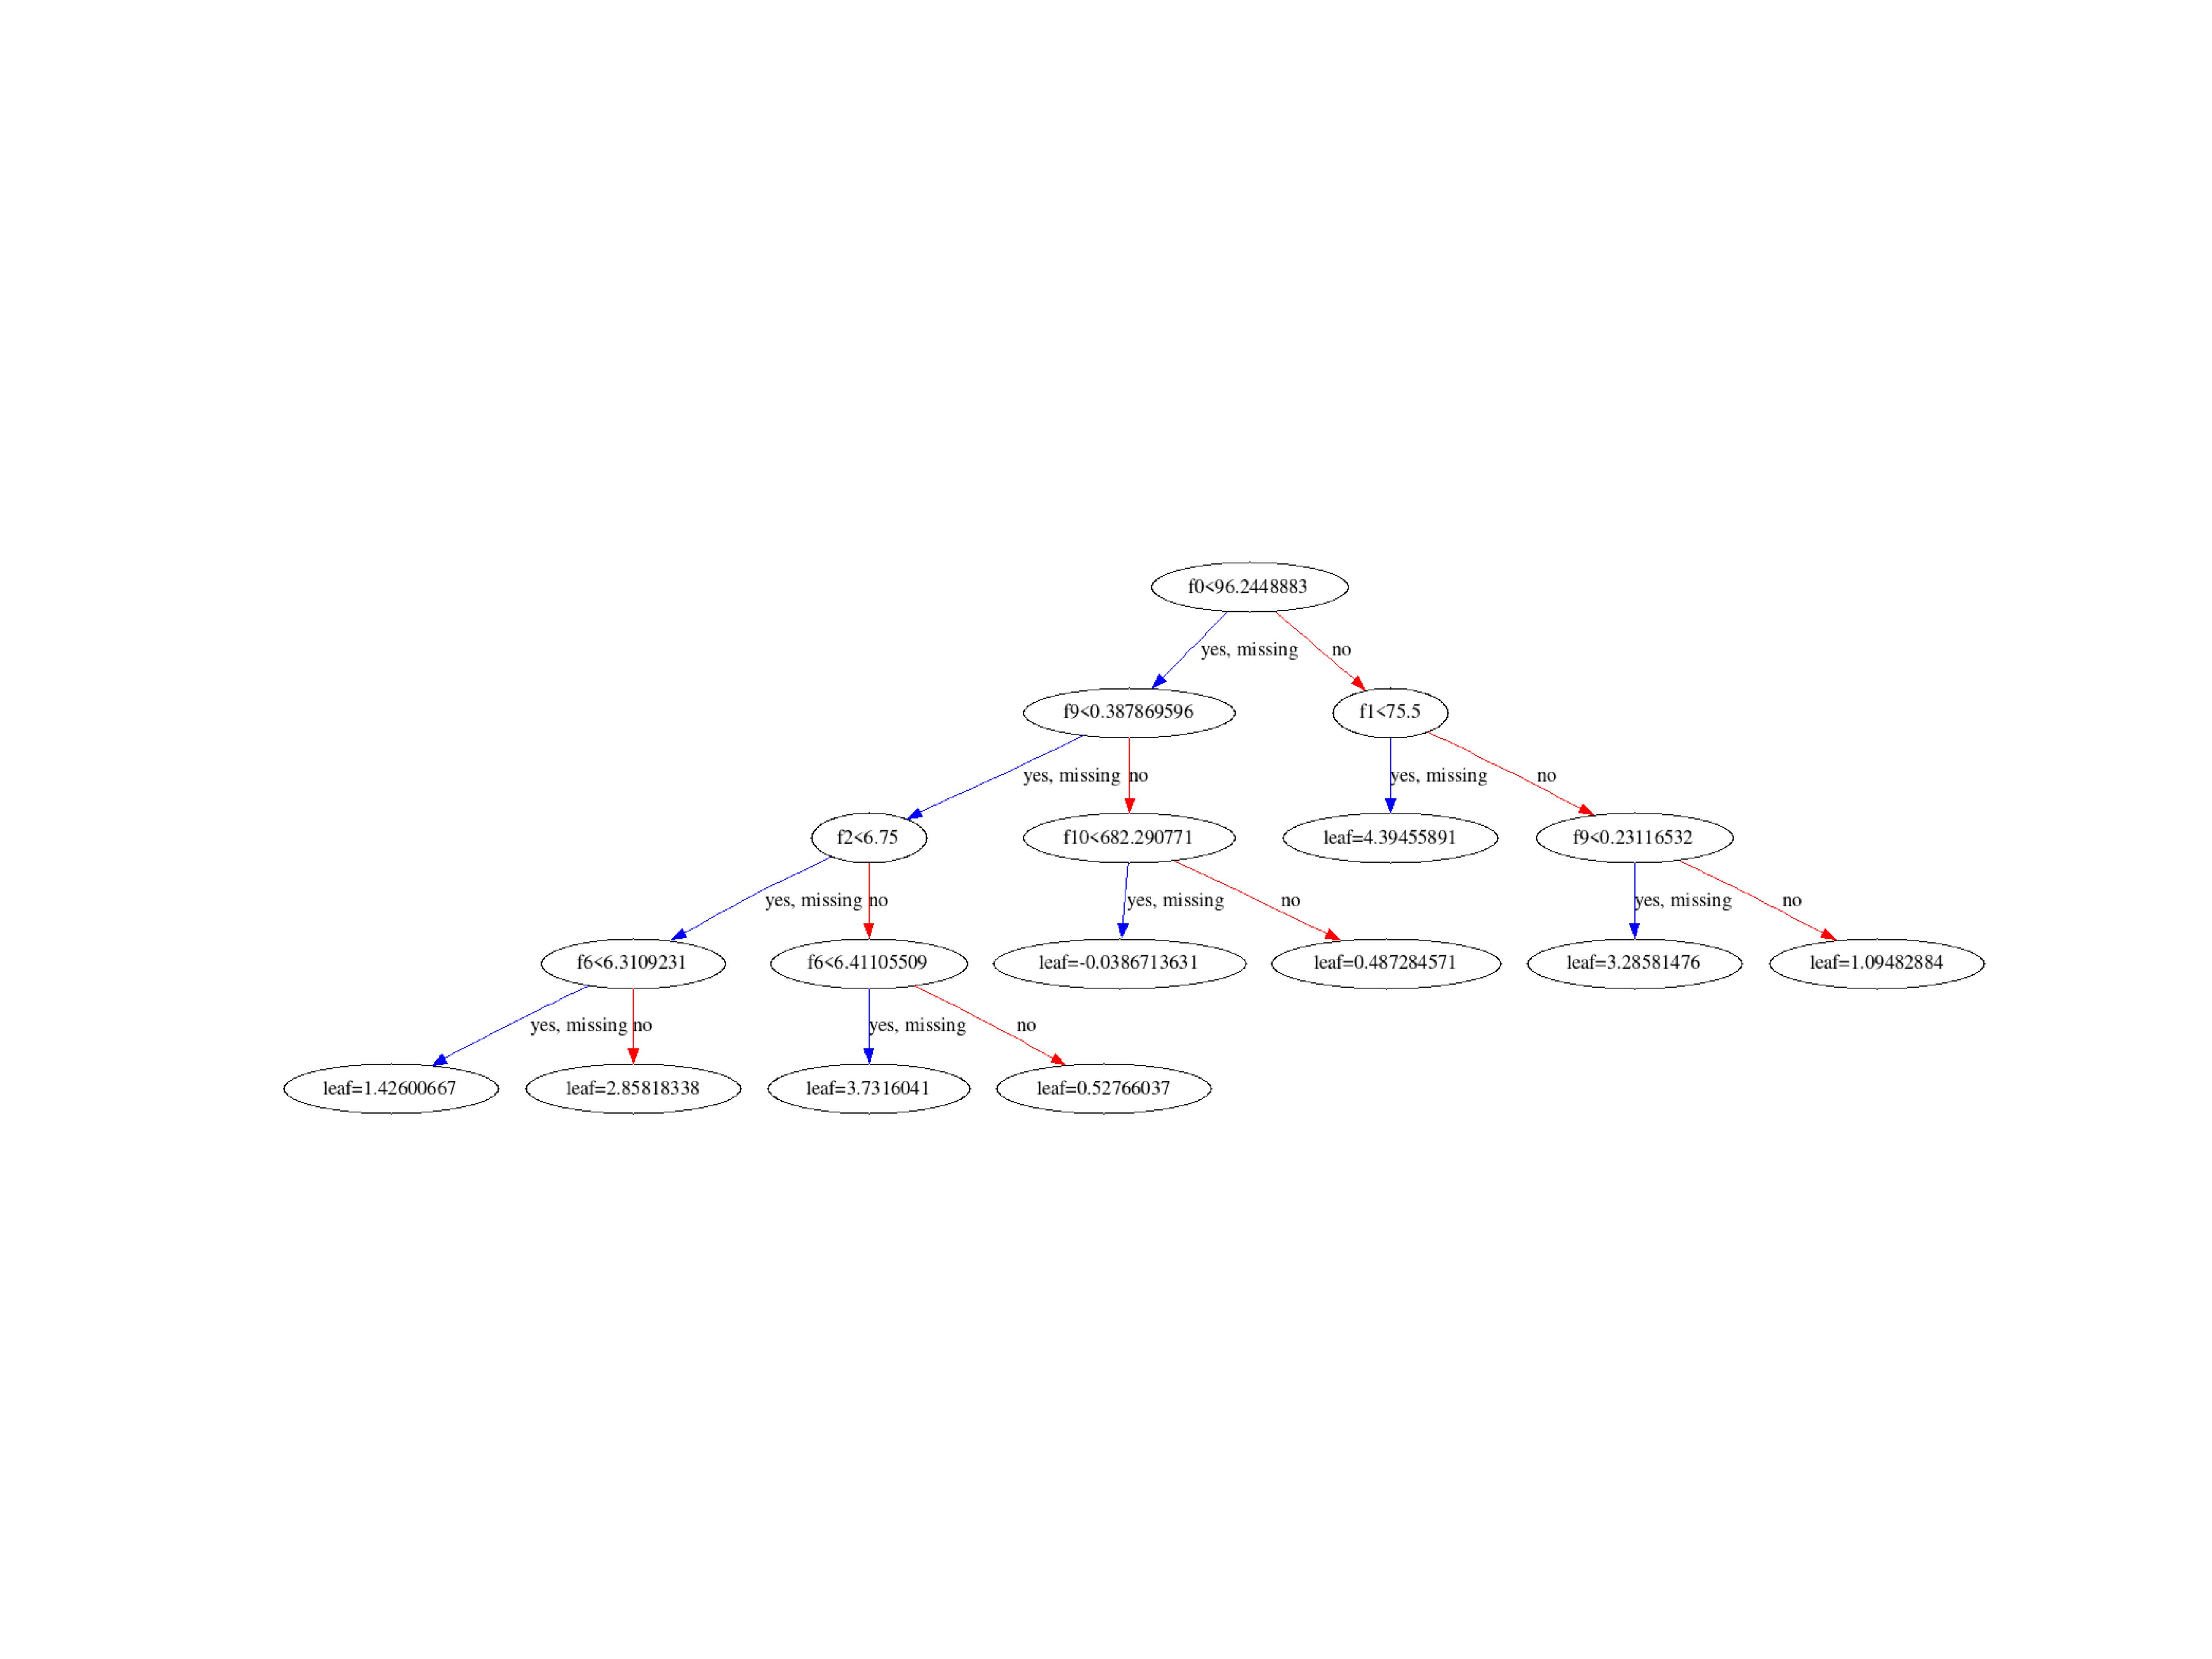 f0<96.2448883
yes, missing
no
f9<0.387869596
f1<75.5
yes, missing
no
yes, missing
no
f2<6.75
f10<682.290771
leaf=4.39455891
f9<0.23116532
yes, missing
no
yes, missing
no
yes, missing
no
f6<6.3109231
f6<6.41105509
leaf=-0.0386713631
leaf=0.487284571
leaf=3.28581476
leaf=1.09482884
yes, missing
no
yes, missing
no
leaf=1.42600667
leaf=2.85818338
leaf=3.7316041
leaf=0.52766037